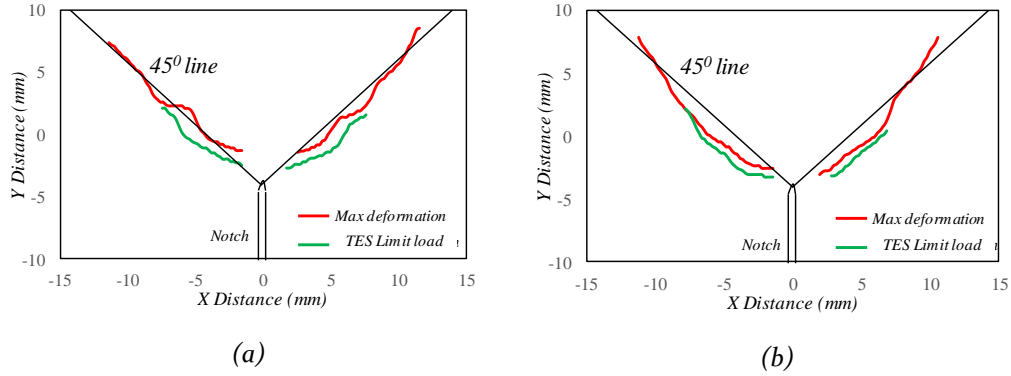 10
5
0
-5
-10
-15
-10
-5
0
5
10
15
Y Distance (mm)
X Distance (mm)
45⁰ line
Notch
Max deformation
TES Limit load
(a)
10
5
0
-5
-10
-15
-10
-5
0
5
10
15
Y Distance (mm)
X Distance (mm)
45⁰ line
Notch
Max deformation
TES Limit load
(b)